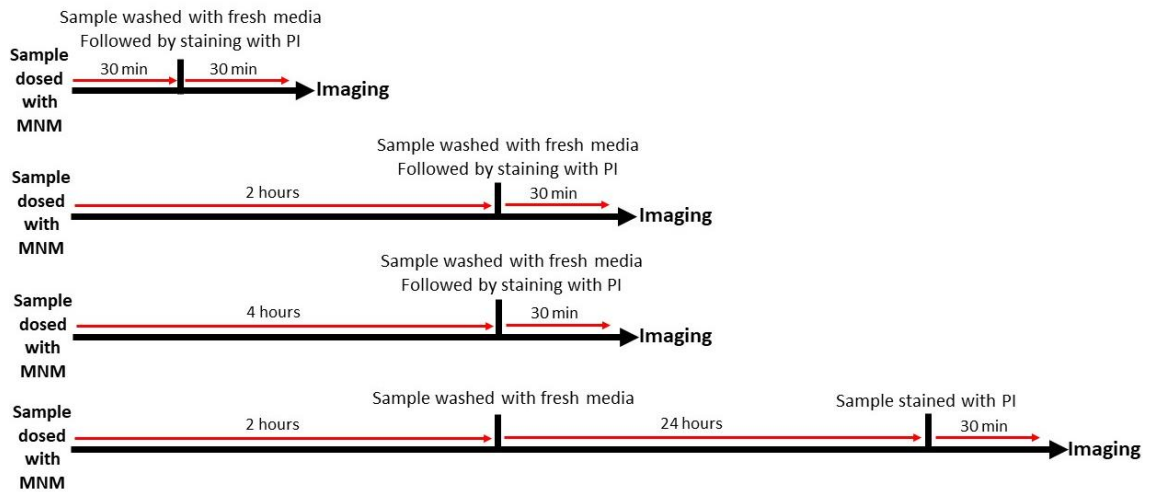 Sample washed with fresh media
Followed by staining with PI
Sample
dosed
with
MNM
30 min
30 min
Imaging
Sample washed with fresh media
Followed by staining with PI
Sample
dosed
with
MNM
2 hours
30 min
Imaging
Sample washed with fresh media
Followed by staining with PI
Sample
dosed
with
MNM
4 hours
30 min
Imaging
Sample washed with fresh media
Sample stained with PI
Sample
dosed
with
MNM
2 hours
24 hours
30 min
Imaging